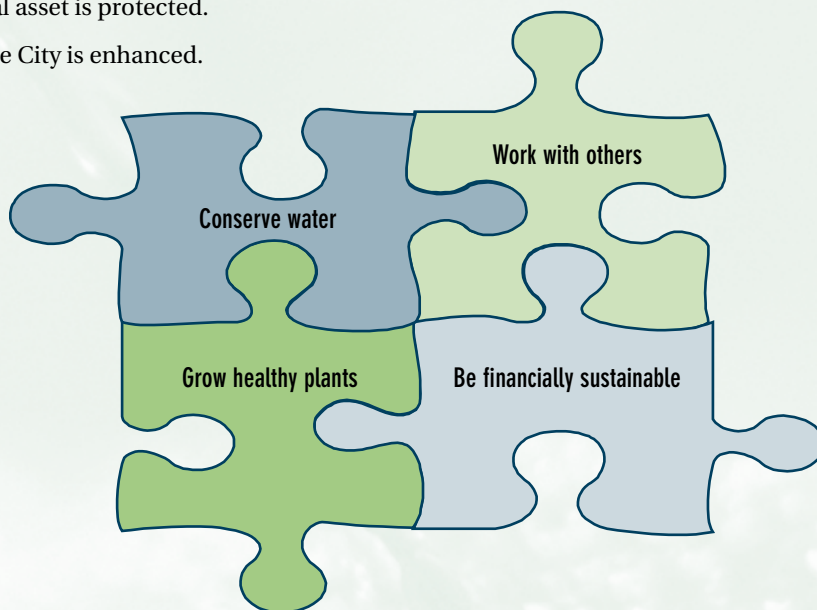 al asset is protected.
e City is enhanced.
Work with others
Conserve water
Grow healthy plants
Be financially sustainable